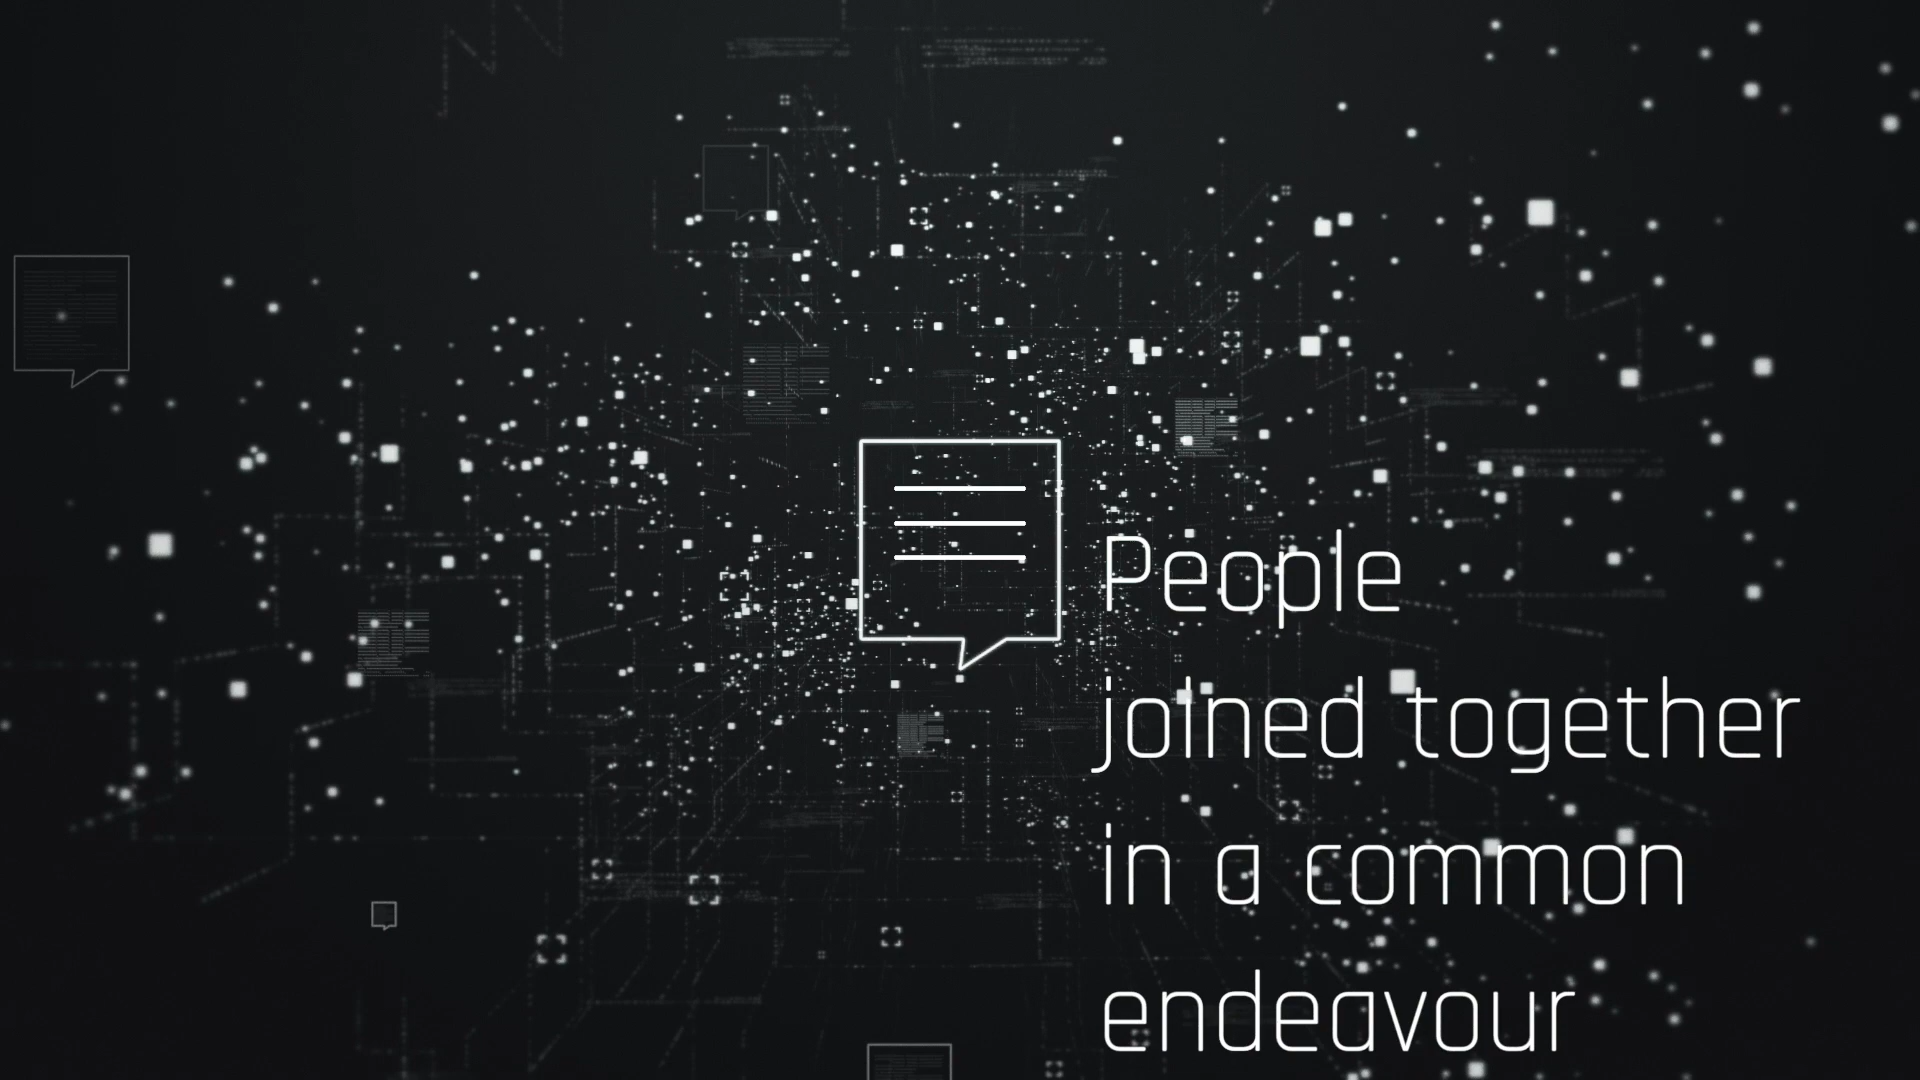 People
joined together
in a common
endeavour